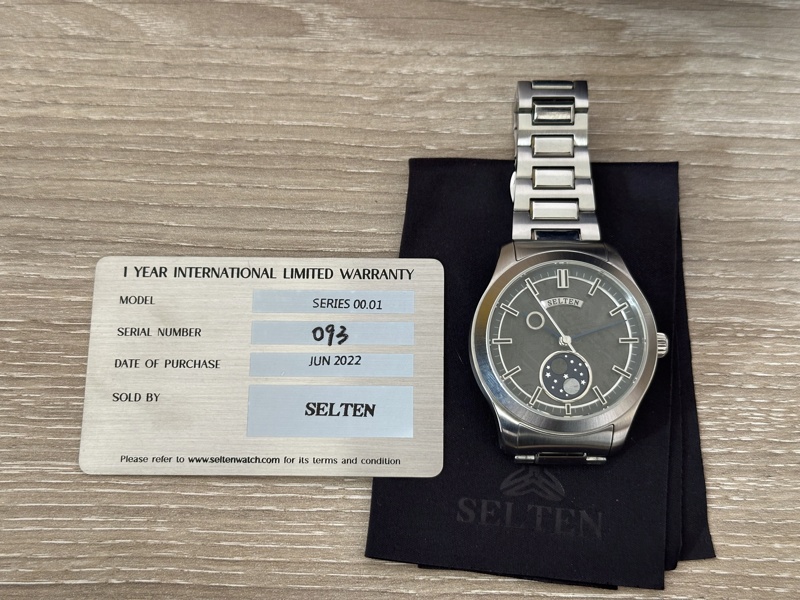 1 YEAR INTERNATIONAL LIMITED WARRANTY
MODEL SERIES 00.01
SERIAL NUMBER 093
DATE OF PURCHASE JUN 2022
SOLD BY SELTEN
Please refer to www.seltenwatch.com for its terms and condition
SELTEN
SELTEN